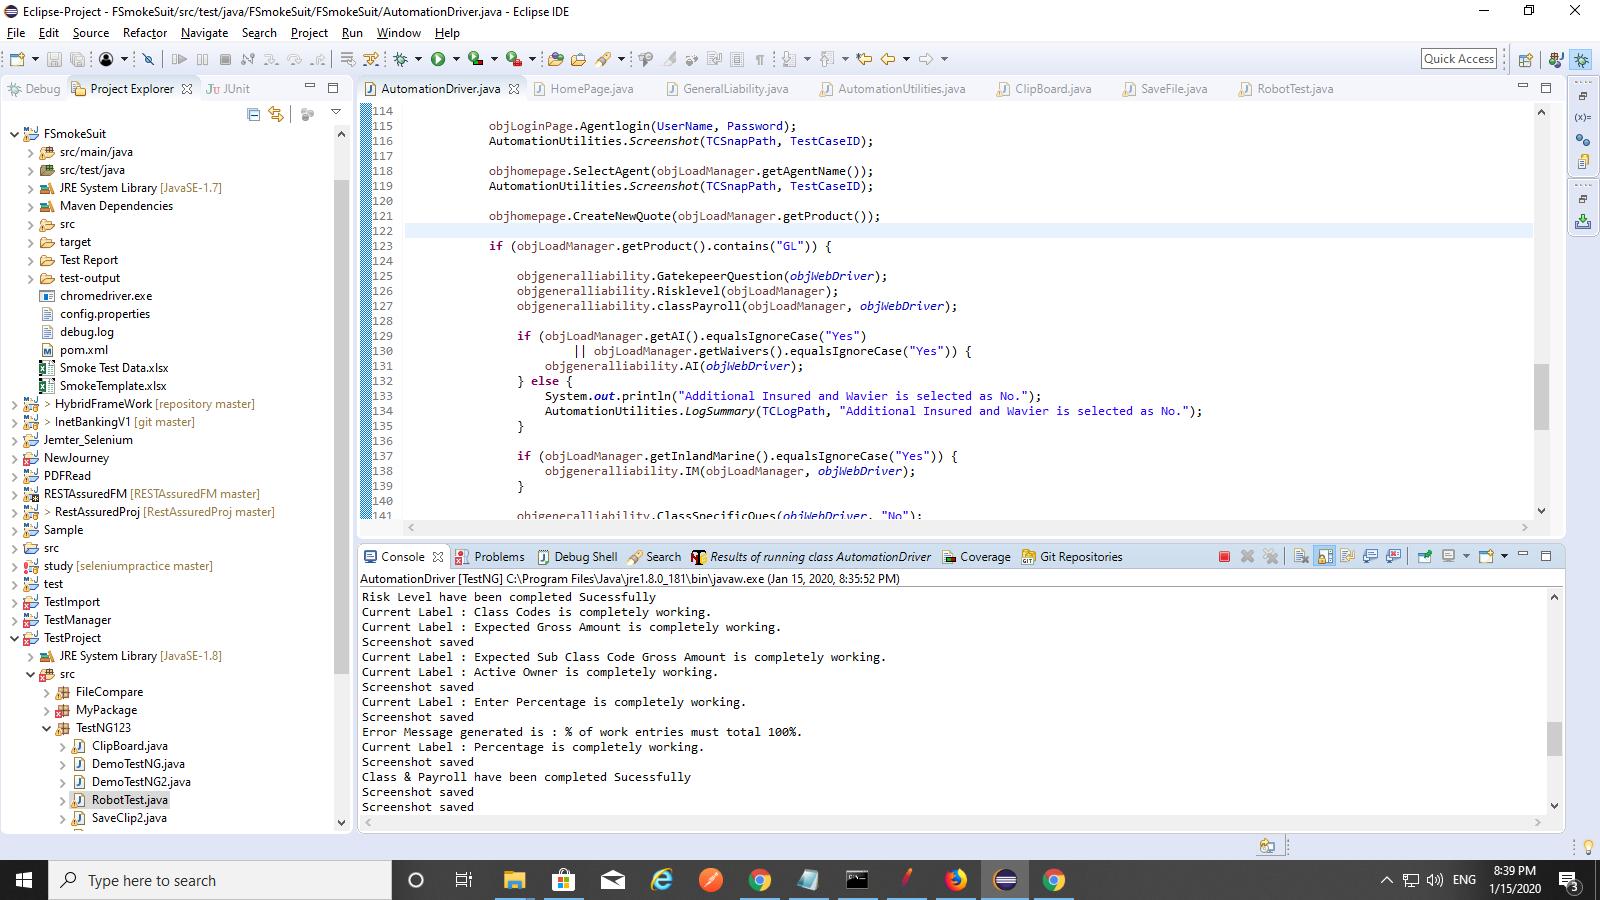 Eclipse-Project - FSmokeSuit/src/test/java/FSmokeSuit/FSmokeSuit/AutomationDriver.java - Eclipse IDE
File Edit Source Refactor Navigate Search Project Run Window Help
Quick Access
Debug Project Explorer JUnit
FSmokeSuit
src/main/java
src/test/java
JRE System Library [JavaSE-1.7]
Maven Dependencies
src
target
Test Report
test-output
chromedriver.exe
config.properties
debug.log
pom.xml
Smoke Test Data.xlsx
SmokeTemplate.xlsx
> HybridFrameWork [repository master]
> InetBankingV1 [git master]
Jemter_Selenium
NewJourney
PDFRead
RESTAssuredFM [RESTAssuredFM master]
> RestAssuredProj [RestAssuredProj master]
Sample
src
study [seleniumpractice master]
test
TestImport
TestManager
TestProject
JRE System Library [JavaSE-1.8]
src
FileCompare
MyPackage
TestNG123
ClipBoard.java
DemoTestNG.java
DemoTestNG2.java
RobotTest.java
SaveClip2.java
AutomationDriver.java HomePage.java GeneralLiability.java AutomationUtilities.java ClipBoard.java SaveFile.java RobotTest.java
114
115 objLoginPage.Agentlogin(UserName, Password);
116 AutomationUtilities.Screenshot(TCSnapPath, TestCaseID);
117
118 objhomepage.SelectAgent(objLoadManager.getAgentName());
119 AutomationUtilities.Screenshot(TCSnapPath, TestCaseID);
120
121 objhomepage.CreateNewQuote(objLoadManager.getProduct());
122
123 if (objLoadManager.getProduct().contains("GL")) {
124
125 objgeneralliability.GatekepeerQuestion(objWebDriver);
126 objgeneralliability.Risklevel(objLoadManager);
127 objgeneralliability.classPayroll(objLoadManager, objWebDriver);
128
129 if (objLoadManager.getAI().equalsIgnoreCase("Yes")
130 || objLoadManager.getWaivers().equalsIgnoreCase("Yes")) {
131 objgeneralliability.AI(objWebDriver);
132 } else {
133 System.out.println("Additional Insured and Wavier is selected as No.");
134 AutomationUtilities.LogSummary(TCLogPath, "Additional Insured and Wavier is selected as No.");
135 }
136
137 if (objLoadManager.getInlandMarine().equalsIgnoreCase("Yes")) {
138 objgeneralliability.IM(objLoadManager, objWebDriver);
139 }
140
141 objgeneralliability.ClassSpecificQues(objWebDriver, "No");
Console Problems Debug Shell Search Results of running class AutomationDriver Coverage Git Repositories
AutomationDriver [TestNG] C:\Program Files\Java\jre1.8.0_181\bin\javaw.exe (Jan 15, 2020, 8:35:52 PM)
Risk Level have been completed Sucessfully
Current Label : Class Codes is completely working.
Current Label : Expected Gross Amount is completely working.
Screenshot saved
Current Label : Expected Sub Class Code Gross Amount is completely working.
Current Label : Active Owner is completely working.
Screenshot saved
Current Label : Enter Percentage is completely working.
Screenshot saved
Error Message generated is : % of work entries must total 100%.
Current Label : Percentage is completely working.
Screenshot saved
Class & Payroll have been completed Sucessfully
Screenshot saved
Screenshot saved
Type here to search
ENG
8:39 PM
1/15/2020
3